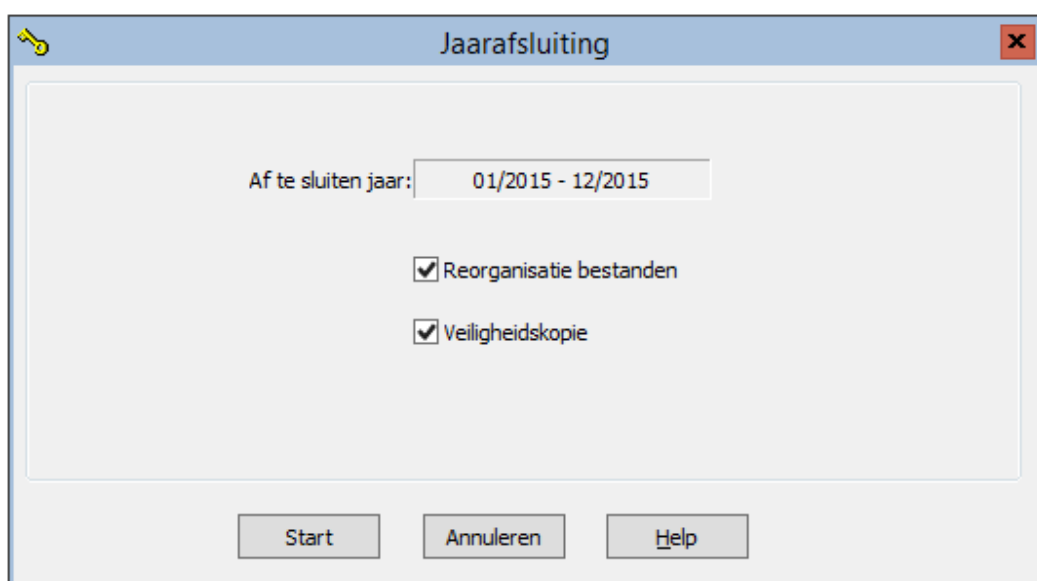 Jaarafsluiting
Af te sluiten jaar: 01/2015 - 12/2015
Reorganisatie bestanden
Veiligheidskopie
Start Annuleren Help